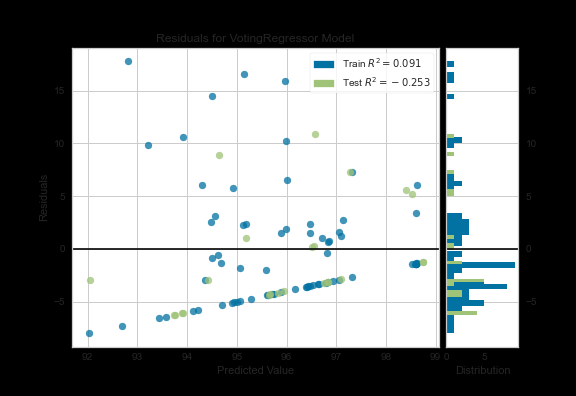 Residuals for VotingRegressor Model
Train R² = 0.091
Test R² = −0.253
15
10
5
0
−5
Residuals
92 93 94 95 96 97 98 99
Predicted Value
15
10
5
0
−5
0 5
Distribution